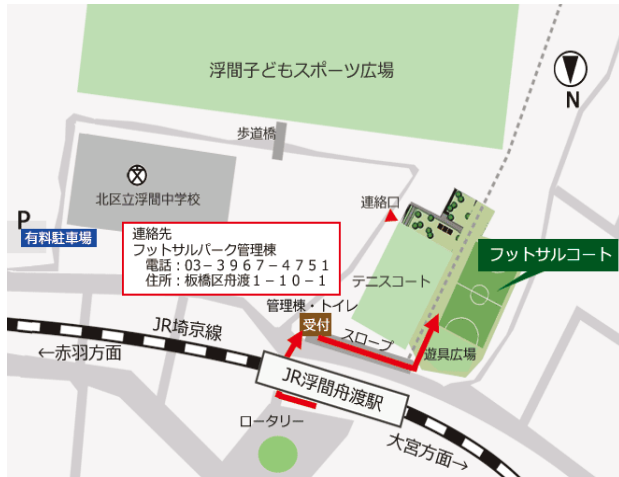 浮間子どもスポーツ広場
N
歩道橋
北区立浮間中学校
連絡口
P
有料駐車場
連絡先
フットサルパーク管理棟
電話：０３－３９６７－４７５１
住所：板橋区舟渡１－１０－１
フットサルコート
テニスコート
管理棟・トイレ
受付
スロープ
遊具広場
JR埼京線
←赤羽方面
JR浮間舟渡駅
ロータリー
大宮方面→